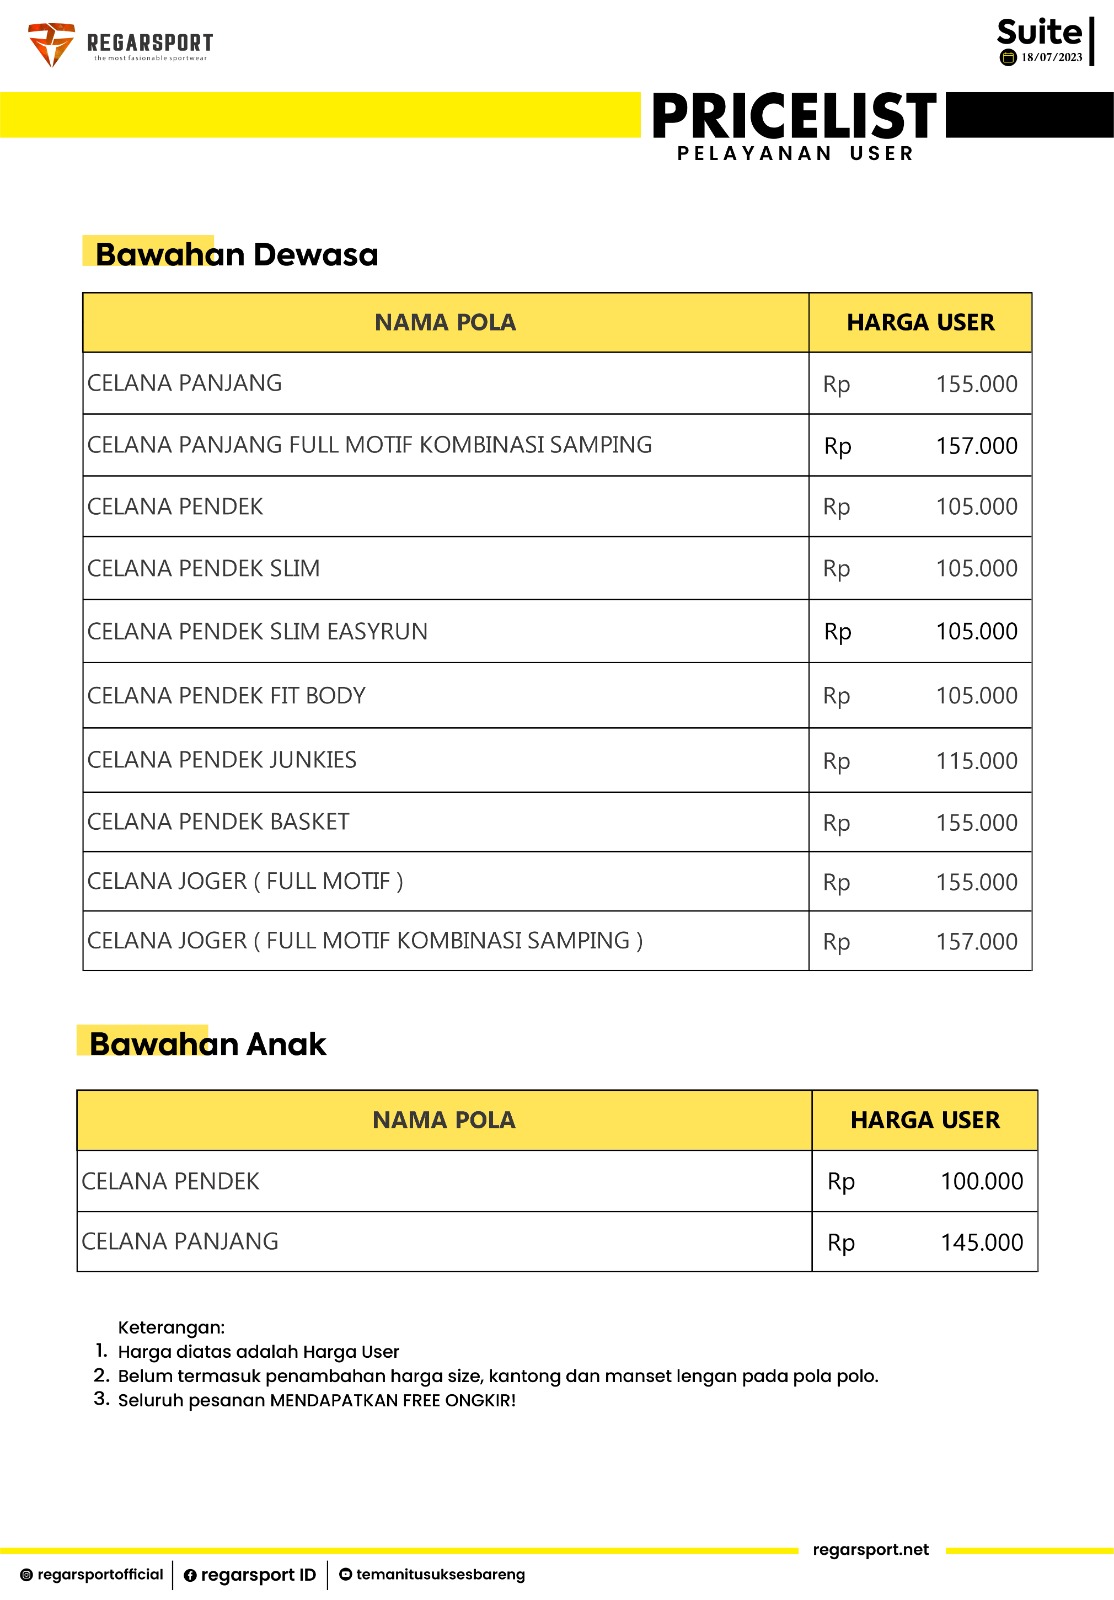 REGARSPORT
the most fasionable sportwear
Suite
18/07/2023
PRICELIST
PELAYANAN USER
Bawahan Dewasa
NAMA POLA HARGA USER
CELANA PANJANG Rp 155.000
CELANA PANJANG FULL MOTIF KOMBINASI SAMPING Rp 157.000
CELANA PENDEK Rp 105.000
CELANA PENDEK SLIM Rp 105.000
CELANA PENDEK SLIM EASYRUN Rp 105.000
CELANA PENDEK FIT BODY Rp 105.000
CELANA PENDEK JUNKIES Rp 115.000
CELANA PENDEK BASKET Rp 155.000
CELANA JOGER ( FULL MOTIF ) Rp 155.000
CELANA JOGER ( FULL MOTIF KOMBINASI SAMPING ) Rp 157.000
Bawahan Anak
NAMA POLA HARGA USER
CELANA PENDEK Rp 100.000
CELANA PANJANG Rp 145.000
Keterangan:
1. Harga diatas adalah Harga User
2. Belum termasuk penambahan harga size, kantong dan manset lengan pada pola polo.
3. Seluruh pesanan MENDAPATKAN FREE ONGKIR!
regarsport.net
regarsportofficial regarsport ID temanitusuksesbareng